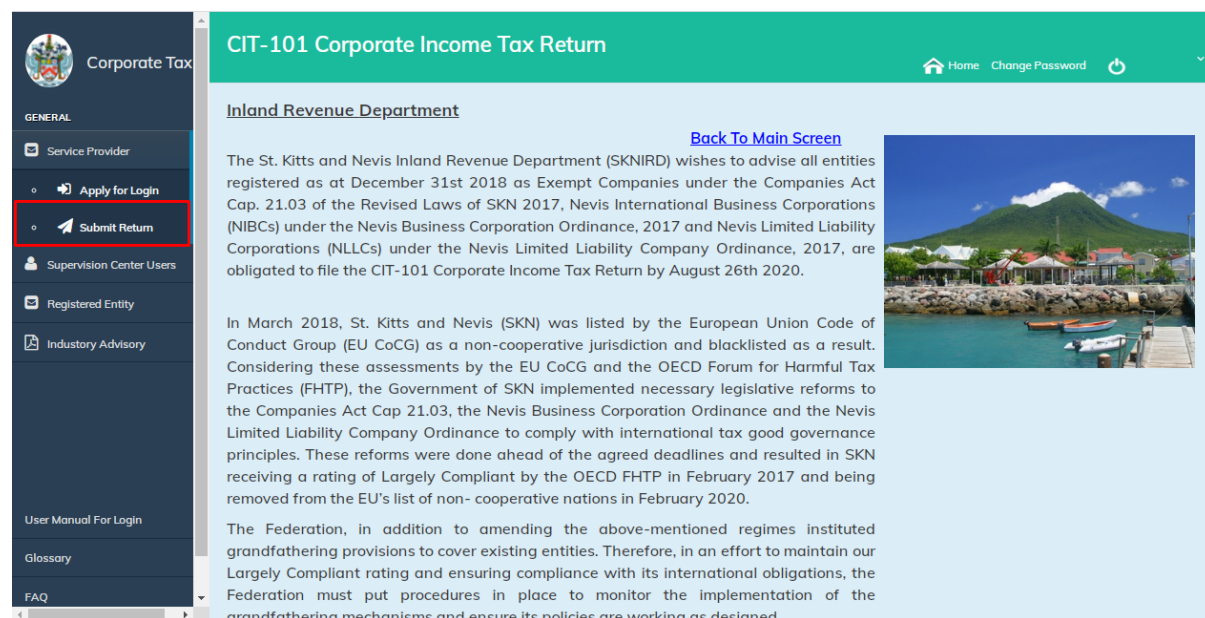 Corporate Tax
GENERAL
Service Provider
Apply for Login
Submit Return
Supervision Center Users
Registered Entity
Industory Advisory
User Manual For Login
Glossary
FAQ
CIT-101 Corporate Income Tax Return
Home Change Password
Inland Revenue Department
Back To Main Screen
The St. Kitts and Nevis Inland Revenue Department (SKNIRD) wishes to advise all entities
registered as at December 31st 2018 as Exempt Companies under the Companies Act
Cap. 21.03 of the Revised Laws of SKN 2017, Nevis International Business Corporations
(NIBCs) under the Nevis Business Corporation Ordinance, 2017 and Nevis Limited Liability
Corporations (NLLCs) under the Nevis Limited Liability Company Ordinance, 2017, are
obligated to file the CIT-101 Corporate Income Tax Return by August 26th 2020.
In March 2018, St. Kitts and Nevis (SKN) was listed by the European Union Code of
Conduct Group (EU CoCG) as a non-cooperative jurisdiction and blacklisted as a result.
Considering these assessments by the EU CoCG and the OECD Forum for Harmful Tax
Practices (FHTP), the Government of SKN implemented necessary legislative reforms to
the Companies Act Cap 21.03, the Nevis Business Corporation Ordinance and the Nevis
Limited Liability Company Ordinance to comply with international tax good governance
principles. These reforms were done ahead of the agreed deadlines and resulted in SKN
receiving a rating of Largely Compliant by the OECD FHTP in February 2017 and being
removed from the EU's list of non- cooperative nations in February 2020.
The Federation, in addition to amending the above-mentioned regimes instituted
grandfathering provisions to cover existing entities. Therefore, in an effort to maintain our
Largely Compliant rating and ensuring compliance with its international obligations, the
Federation must put procedures in place to monitor the implementation of the
grandfathering mechanisms and ensure its policies are working as designed.